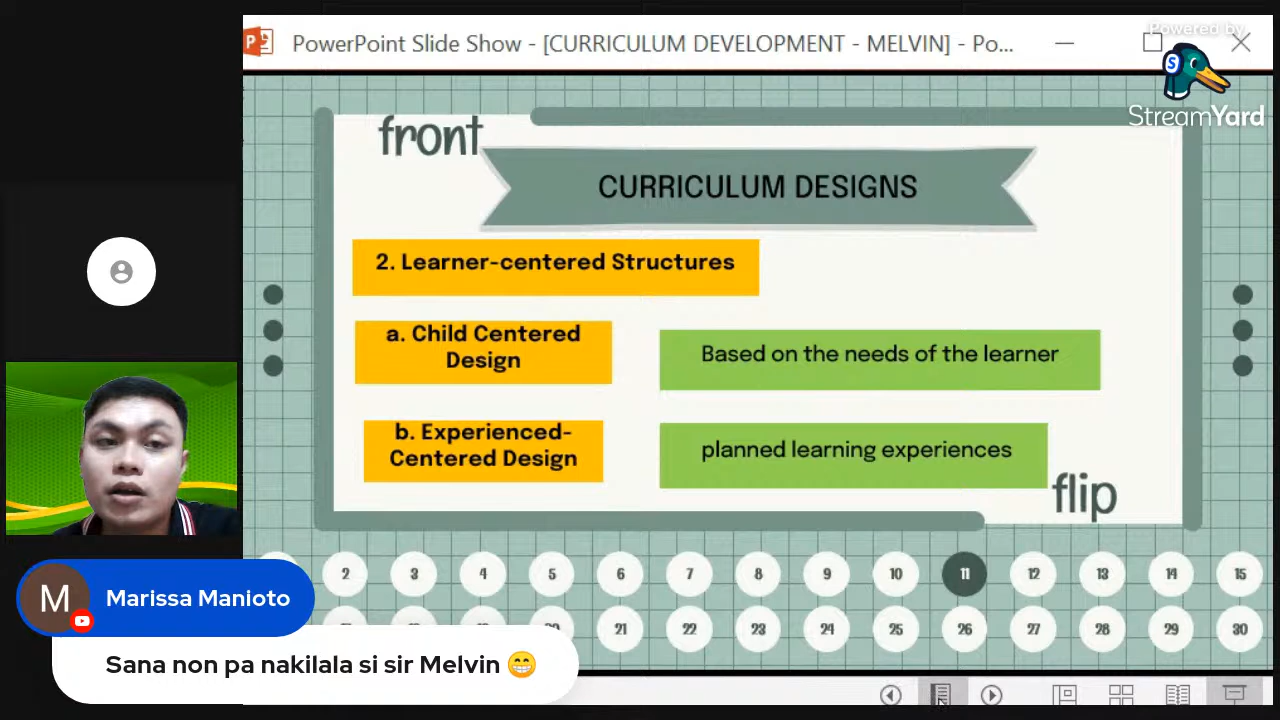 PowerPoint Slide Show - [CURRICULUM DEVELOPMENT - MELVIN] - Po...
Powered by
StreamYard
front
CURRICULUM DESIGNS
2. Learner-centered Structures
a. Child Centered
Design
Based on the needs of the learner
b. Experienced-
Centered Design
planned learning experiences
flip
2 3 4 5 6 7 8 9 10 11 12 13 14 15
21 22 23 24 25 26 27 28 29 30
M
Marissa Manioto
Sana non pa nakilala si sir Melvin 😁